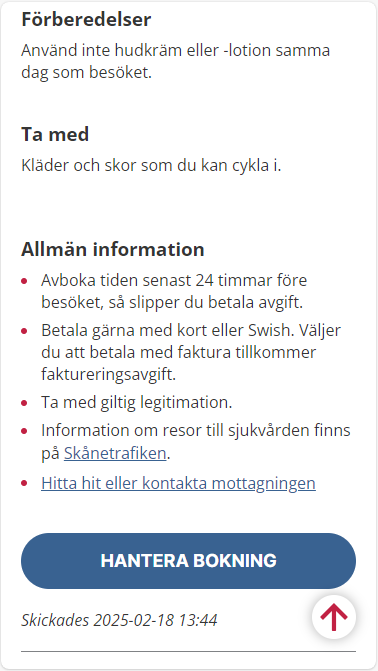 Förberedelser
Använd inte hudkräm eller -lotion samma
dag som besöket.
Ta med
Kläder och skor som du kan cykla i.
Allmän information
Avboka tiden senast 24 timmar före
besöket, så slipper du betala avgift.
Betala gärna med kort eller Swish. Väljer
du att betala med faktura tillkommer
faktureringsavgift.
Ta med giltig legitimation.
Information om resor till sjukvården finns
på Skånetrafiken.
Hitta hit eller kontakta mottagningen
HANTERA BOKNING
Skickades 2025-02-18 13:44